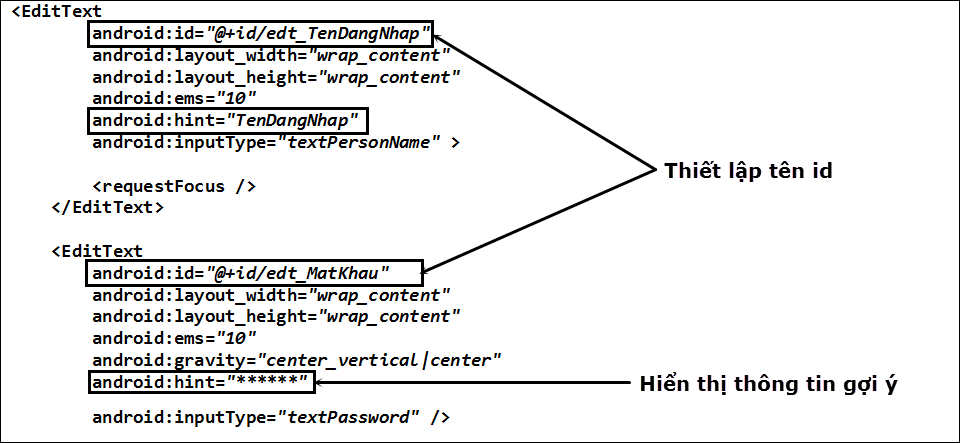 <EditText
android:id="@+id/edt_TenDangNhap"
android:layout_width="wrap_content"
android:layout_height="wrap_content"
android:ems="10"
android:hint="TenDangNhap"
android:inputType="textPersonName" >
Thiết lập tên id
<requestFocus />
</EditText>
<EditText
android:id="@+id/edt_MatKhau"
android:layout_width="wrap_content"
android:layout_height="wrap_content"
android:ems="10"
android:gravity="center_vertical|center"
android:hint="******"
Hiển thị thông tin gợi ý
android:inputType="textPassword" />